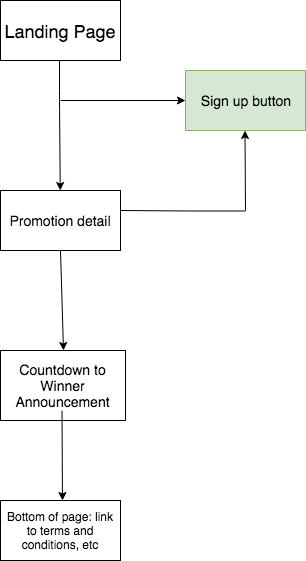 Landing Page
Sign up button
Promotion detail
Countdown to
Winner
Announcement
Bottom of page: link
to terms and
conditions, etc